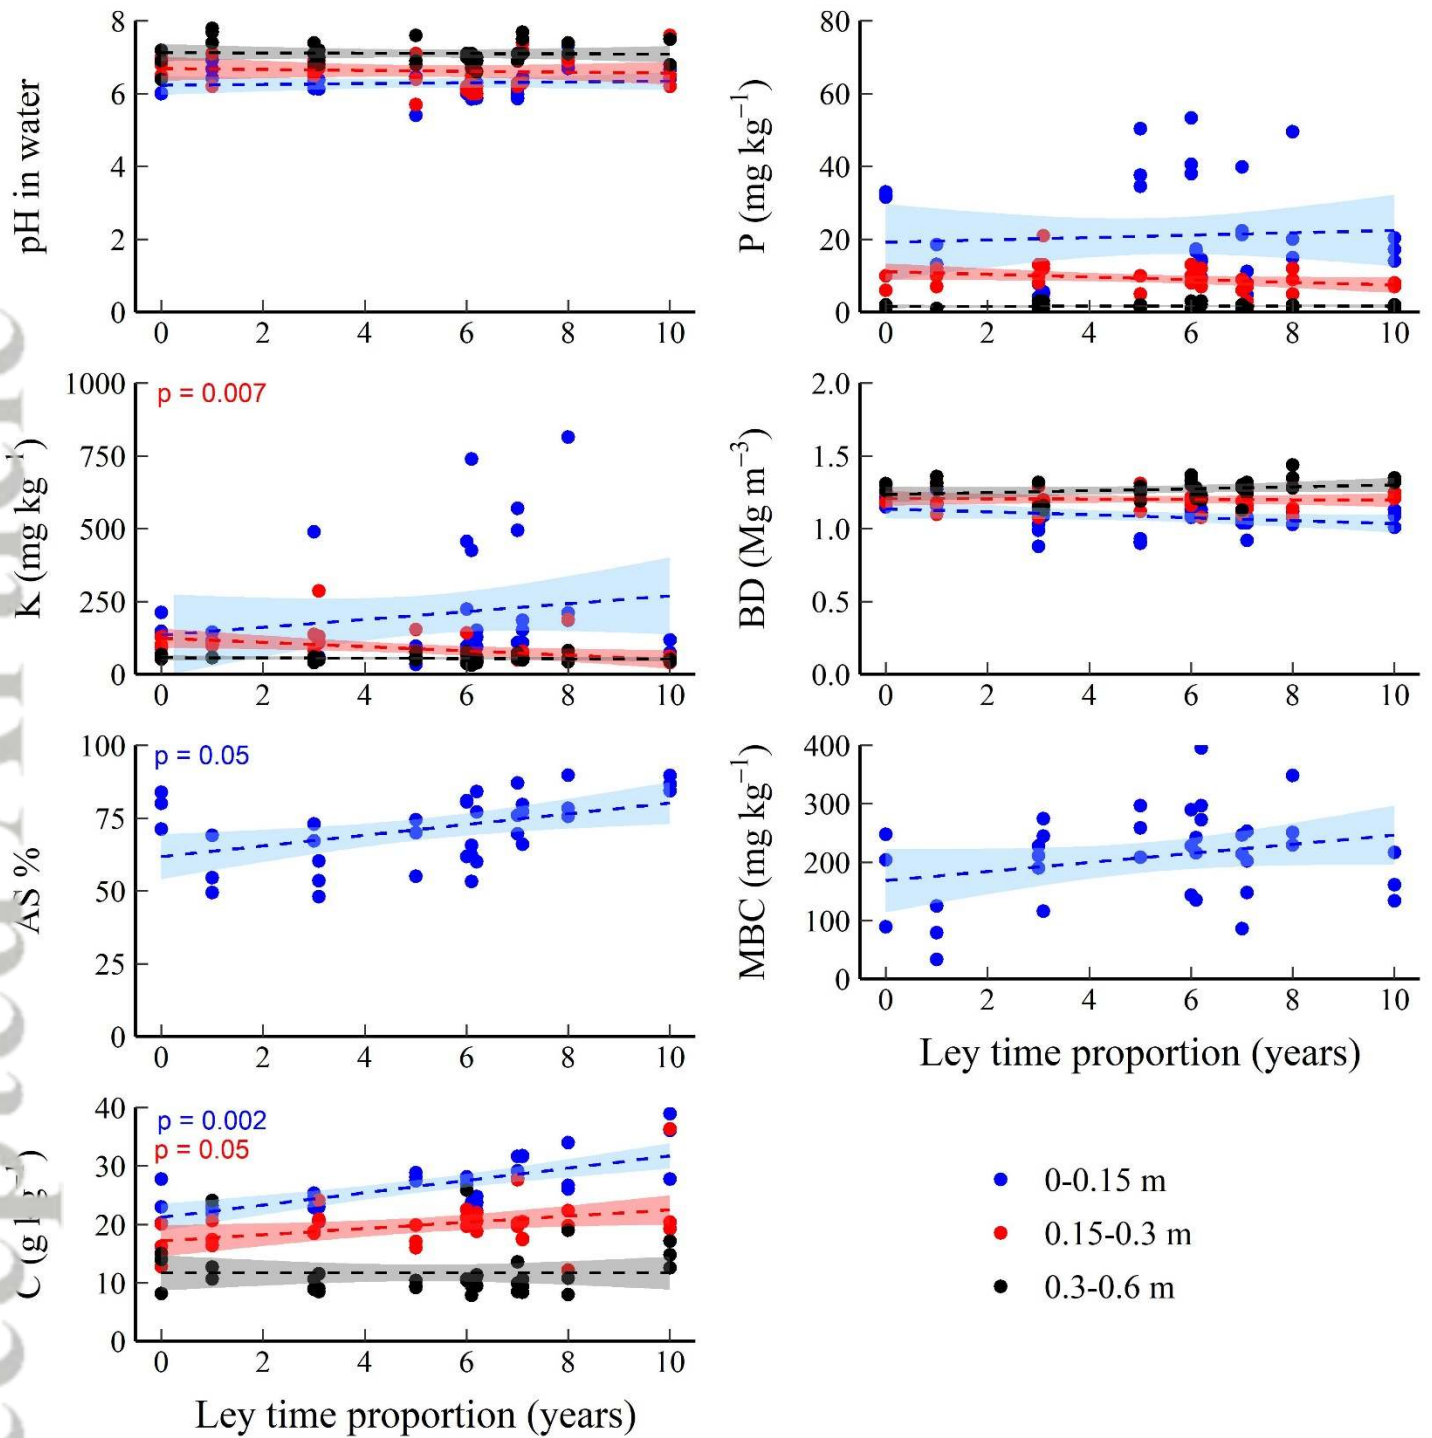 pH in water
8
6
4
2
0
0 2 4 6 8 10
P (mg kg⁻¹)
80
60
40
20
0
0 2 4 6 8 10
K (mg kg⁻¹)
p = 0.007
1000
750
500
250
0
0 2 4 6 8 10
BD (Mg m⁻³)
2.0
1.5
1.0
0.5
0.0
0 2 4 6 8 10
AS %
p = 0.05
100
75
50
25
0
0 2 4 6 8 10
MBC (mg kg⁻¹)
400
300
200
100
0
0 2 4 6 8 10
Ley time proportion (years)
C (g kg⁻¹)
p = 0.002
p = 0.05
40
30
20
10
0
0 2 4 6 8 10
Ley time proportion (years)
0-0.15 m
0.15-0.3 m
0.3-0.6 m